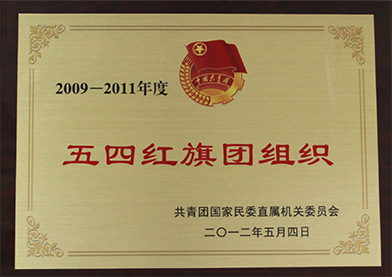 中国共青团
2009－2011年度
五四红旗团组织
共青团国家民委直属机关委员会
二〇一二年五月四日